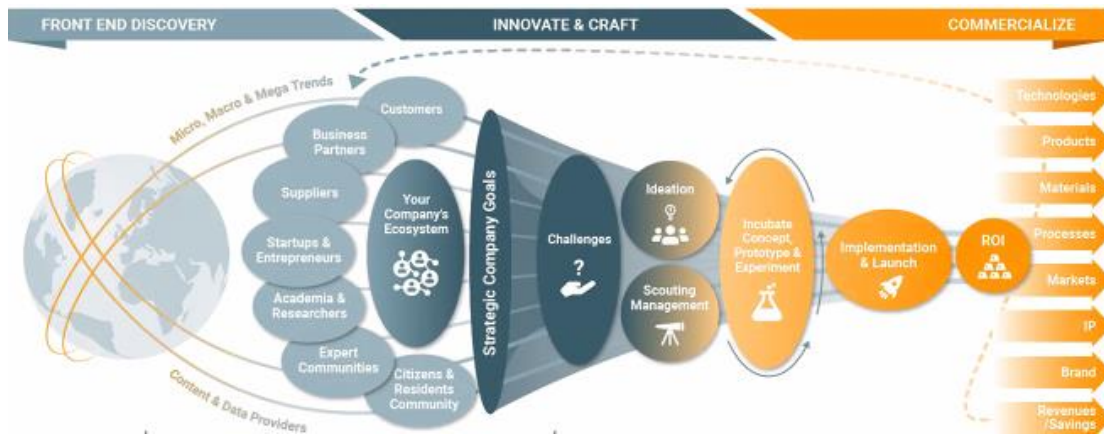 FRONT END DISCOVERY
INNOVATE & CRAFT
COMMERCIALIZE
Micro, Macro & Mega Trends
Customers
Business
Partners
Suppliers
Startups &
Entrepreneurs
Academia &
Researchers
Expert
Communities
Citizens &
Residents
Community
Content & Data Providers
Your
Company's
Ecosystem
Strategic Company Goals
Challenges
?
Ideation
Scouting
Management
Incubate
Concept,
Prototype &
Experiment
Implementation
& Launch
ROI
Technologies
Products
Materials
Processes
Markets
IP
Brand
Revenues
/Savings